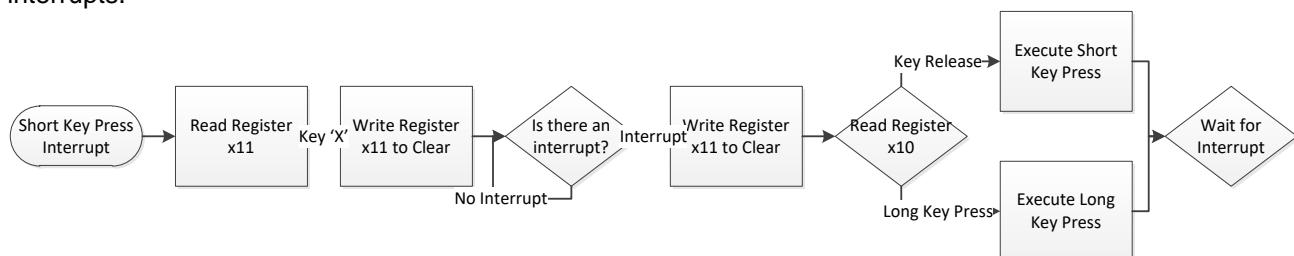 interrupts.
Short Key Press
Interrupt
Read Register
x11
Key ‘X’
Write Register
x11 to Clear
Is there an
interrupt?
No Interrupt
Interrupt
Write Register
x11 to Clear
Read Register
x10
Key Release
Execute Short
Key Press
Long Key Press
Execute Long
Key Press
Wait for
Interrupt